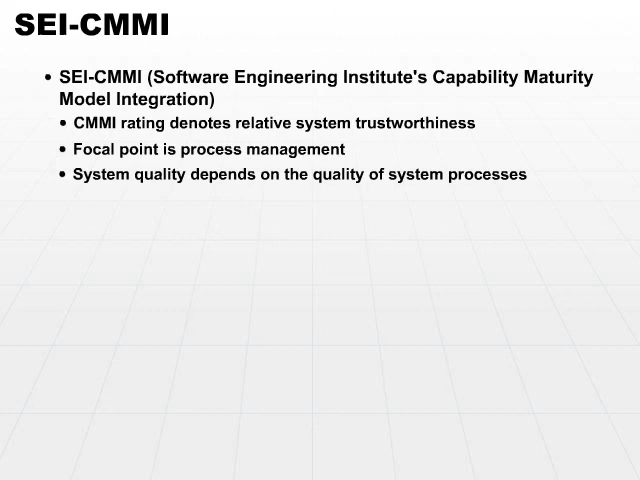 SEI-CMMI
• SEI-CMMI (Software Engineering Institute's Capability Maturity
Model Integration)
• CMMI rating denotes relative system trustworthiness
• Focal point is process management
• System quality depends on the quality of system processes